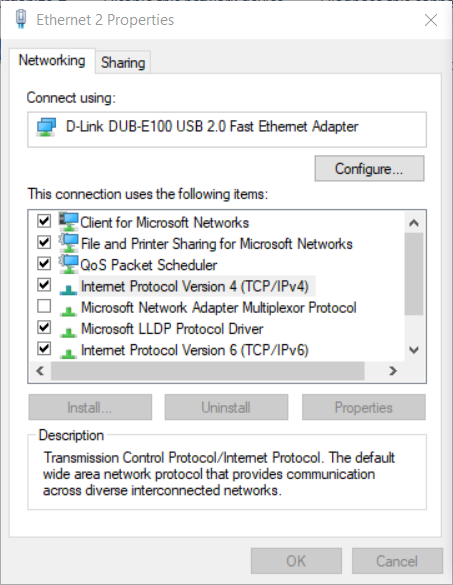 Ethernet 2 Properties
Networking
Sharing
Connect using:
D-Link DUB-E100 USB 2.0 Fast Ethernet Adapter
Configure...
This connection uses the following items:
Client for Microsoft Networks
File and Printer Sharing for Microsoft Networks
QoS Packet Scheduler
Internet Protocol Version 4 (TCP/IPv4)
Microsoft Network Adapter Multiplexor Protocol
Microsoft LLDP Protocol Driver
Internet Protocol Version 6 (TCP/IPv6)
Install...
Uninstall
Properties
Description
Transmission Control Protocol/Internet Protocol. The default
wide area network protocol that provides communication
across diverse interconnected networks.
OK
Cancel